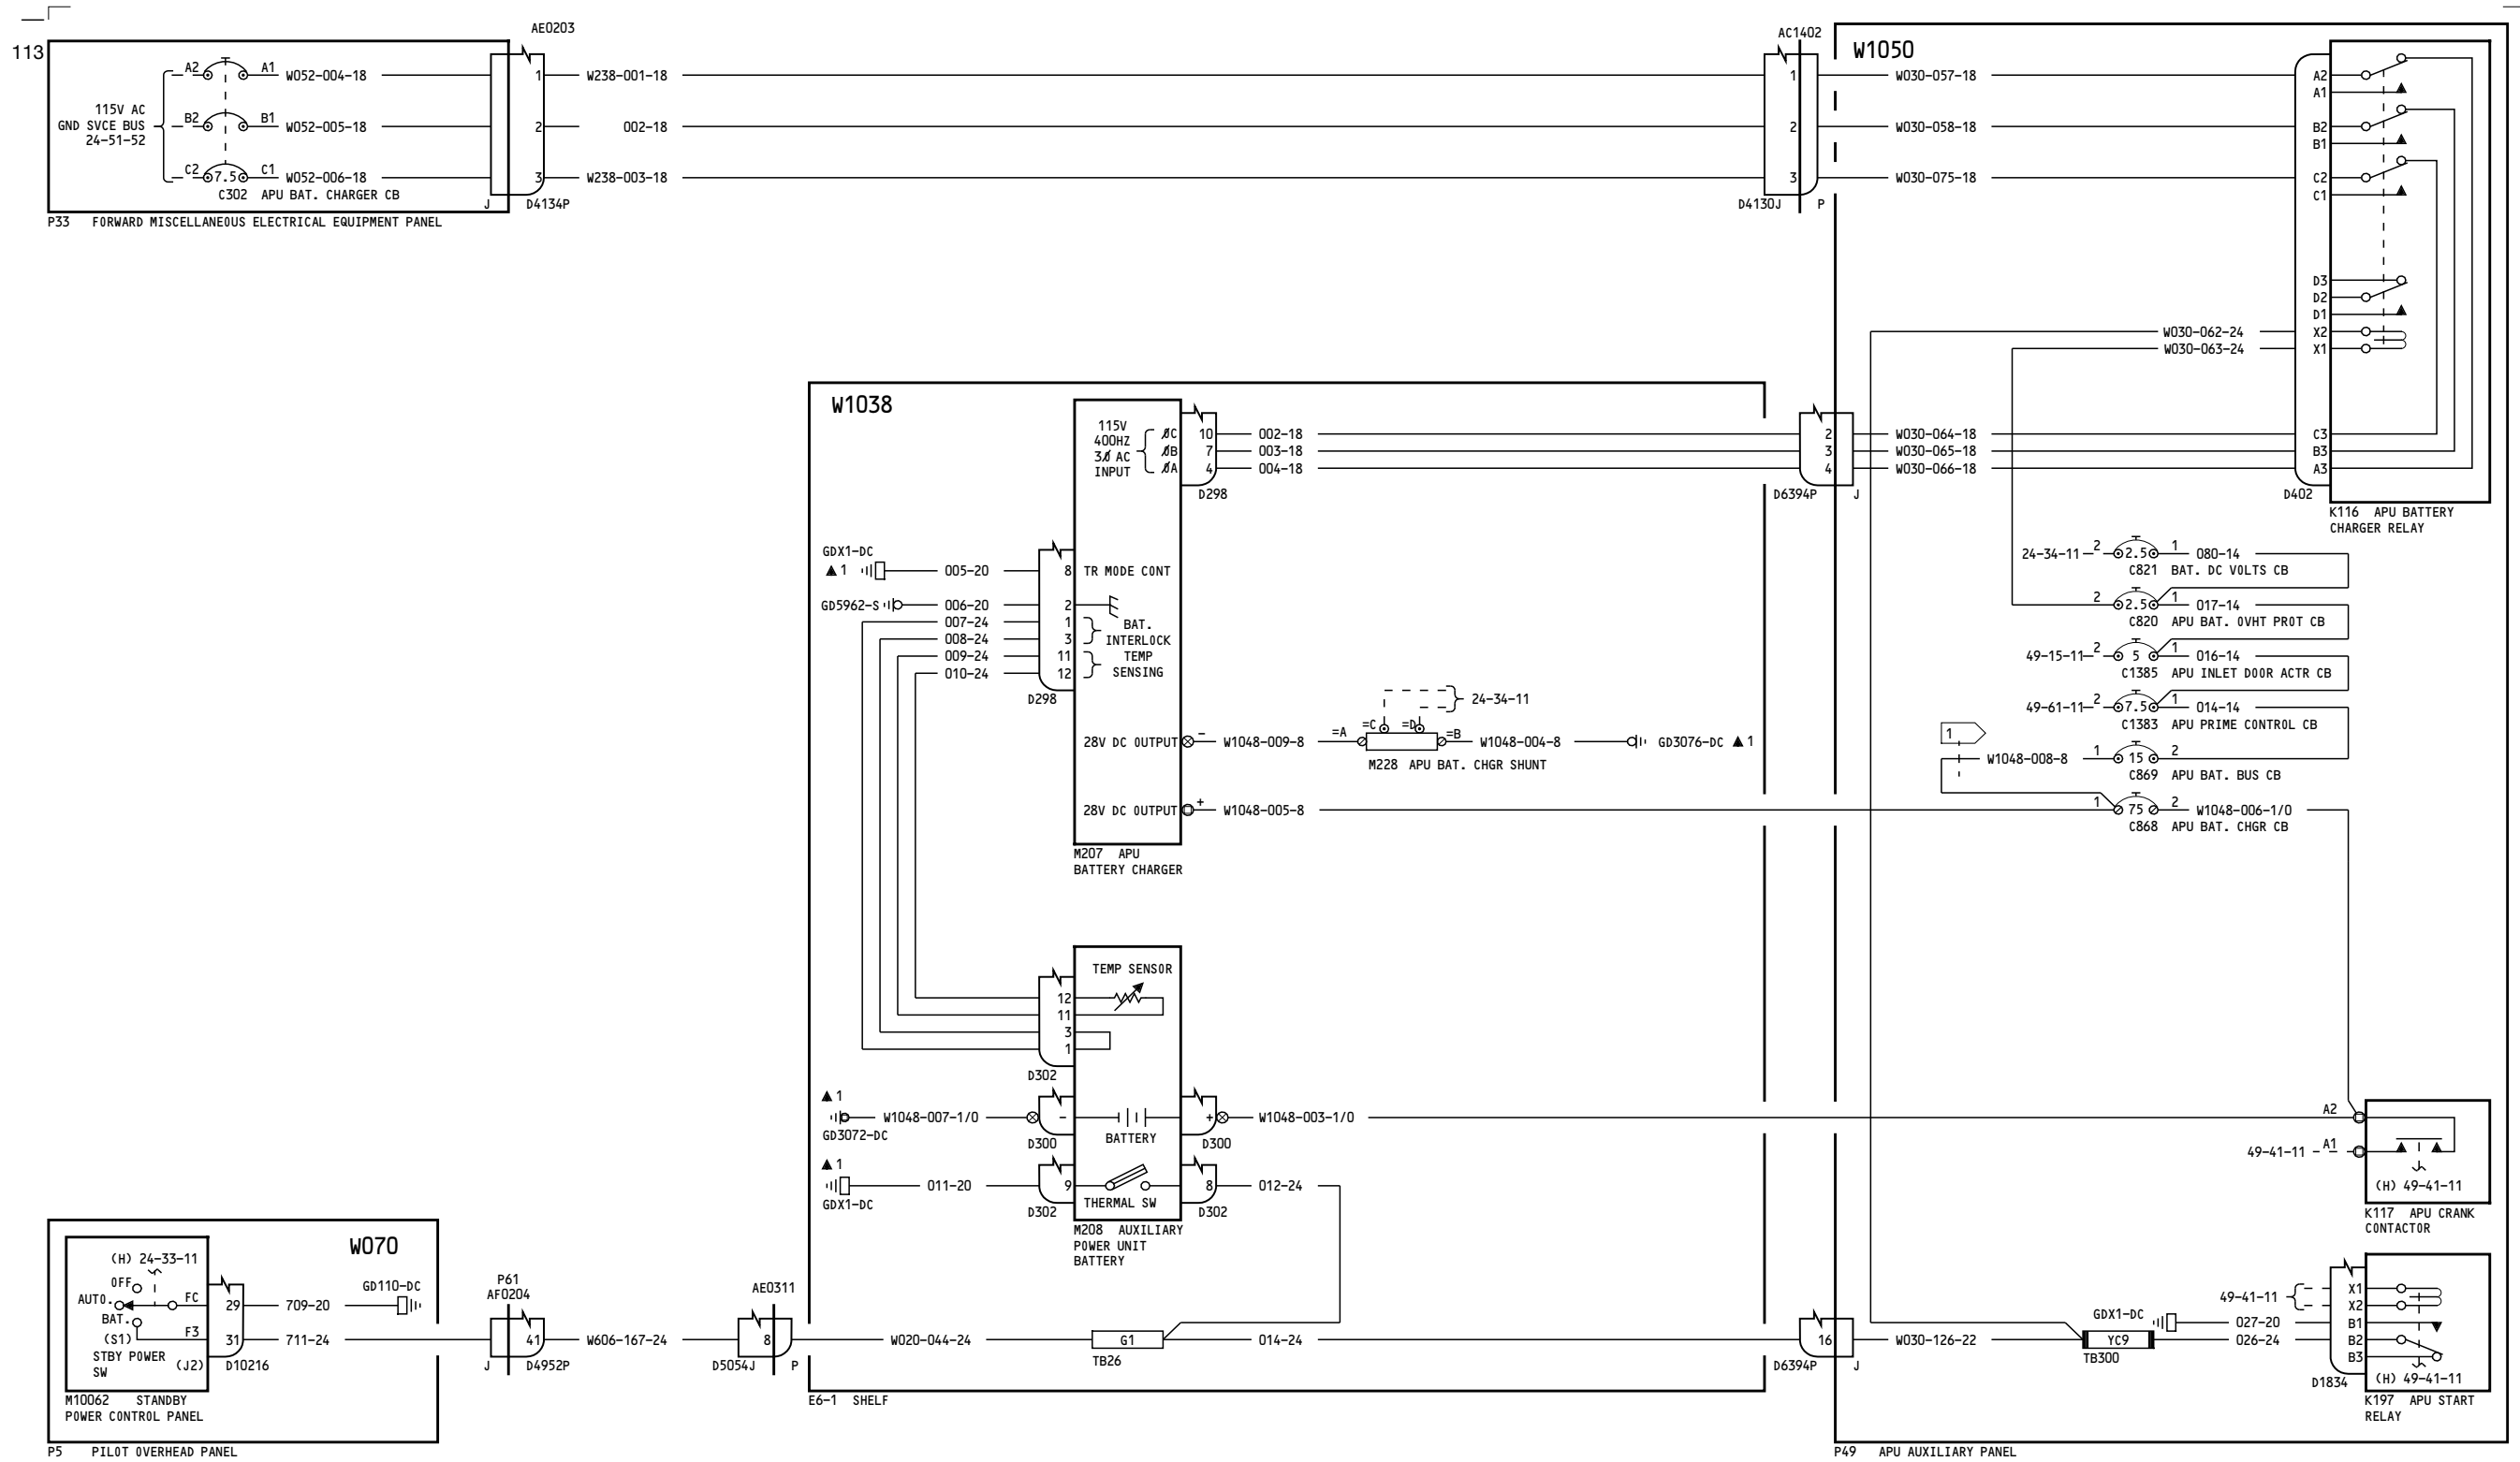 113
AE0203
AC1402
W1050
A2 A1 W052-004-18 1 W238-001-18 1 W030-057-18 A2
A1
115V AC
GND SVCE BUS
24-51-52
B2 B1 W052-005-18 2 002-18 2 W030-058-18 B2
B1
C2 7.5 C1 W052-006-18 3 W238-003-18 3 W030-075-18 C2
C1
C302 APU BAT. CHARGER CB
J D4134P
D4130J P
P33 FORWARD MISCELLANEOUS ELECTRICAL EQUIPMENT PANEL
D3
D2
D1
W030-062-24 X2
W030-063-24 X1
W1038
115V
400HZ
3Ø AC
INPUT
ØC 10 002-18 2 W030-064-18 C3
ØB 7 003-18 3 W030-065-18 B3
ØA 4 004-18 4 W030-066-18 A3
D298
D6394P J
D402
K116 APU BATTERY
CHARGER RELAY
GDX1-DC
▲ 1 005-20 8 TR MODE CONT
GD5962-S 006-20 2
007-24 1
008-24 3
BAT.
INTERLOCK
009-24 11
010-24 12
TEMP
SENSING
D298
24-34-11 2 2.5 1 080-14
C821 BAT. DC VOLTS CB
2 2.5 1 017-14
C820 APU BAT. OVHT PROT CB
49-15-11 2 5 1 016-14
C1385 APU INLET DOOR ACTR CB
49-61-11 2 7.5 1 014-14
C1383 APU PRIME CONTROL CB
1
W1048-008-8 1 15 2
C869 APU BAT. BUS CB
1 75 2 W1048-006-1/0
C868 APU BAT. CHGR CB
24-34-11
=C =D
28V DC OUTPUT - W1048-009-8 =A =B W1048-004-8 GD3076-DC ▲ 1
M228 APU BAT. CHGR SHUNT
28V DC OUTPUT + W1048-005-8
M207 APU
BATTERY CHARGER
TEMP SENSOR
12
11
3
1
D302
▲ 1
W1048-007-1/0 - + W1048-003-1/0 A2
GD3072-DC
D300 BATTERY D300
49-41-11 A1
(H) 49-41-11
K117 APU CRANK
CONTACTOR
▲ 1
011-20 9 8 012-24
GDX1-DC
D302 THERMAL SW D302
M208 AUXILIARY
POWER UNIT
BATTERY
W070
(H) 24-33-11
OFF
AUTO. FC 29 709-20 GD110-DC
BAT.
(S1) F3 31 711-24
STBY POWER
SW
(J2) D10216
M10062 STANDBY
POWER CONTROL PANEL
P5 PILOT OVERHEAD PANEL
P61
AF0204
41 W606-167-24
J D4952P
AE0311
8 W020-044-24 G1 014-24 16 W030-126-22 YC9 026-24 B2
D5054J P
TB26
D6394P J
TB300
E6-1 SHELF
49-41-11 X1
X2
GDX1-DC 027-20 B1
B3
D1834
(H) 49-41-11
K197 APU START
RELAY
P49 APU AUXILIARY PANEL